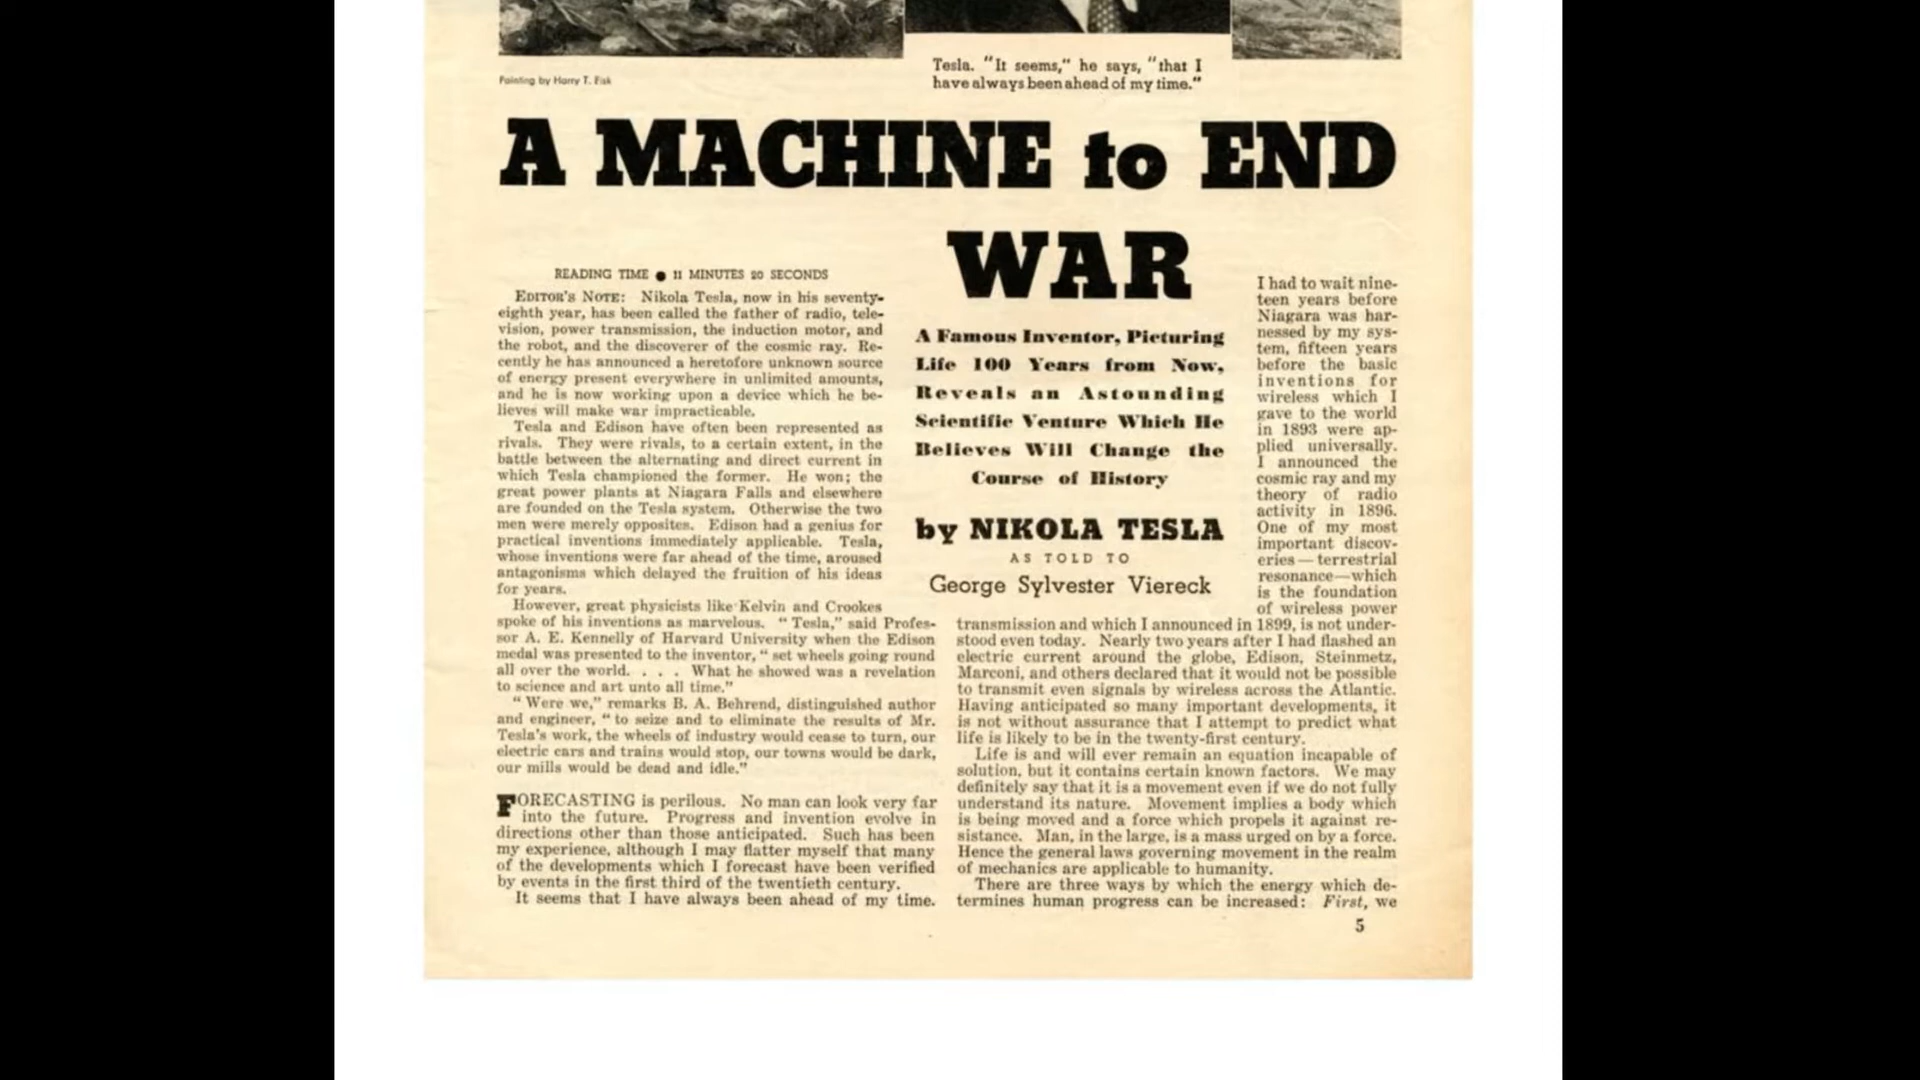 Painting by Harry T. Fisk
Tesla. "It seems," he says, "that I
have always been ahead of my time."
A MACHINE to END
WAR
READING TIME ● 11 MINUTES 20 SECONDS
EDITOR'S NOTE: Nikola Tesla, now in his seventy-
eighth year, has been called the father of radio, tele-
vision, power transmission, the induction motor, and
the robot, and the discoverer of the cosmic ray. Re-
cently he has announced a heretofore unknown source
of energy present everywhere in unlimited amounts,
and he is now working upon a device which he be-
lieves will make war impracticable.
Tesla and Edison have often been represented as
rivals. They were rivals, to a certain extent, in the
battle between the alternating and direct current in
which Tesla championed the former. He won; the
great power plants at Niagara Falls and elsewhere
are founded on the Tesla system. Otherwise the two
men were merely opposites. Edison had a genius for
practical inventions immediately applicable. Tesla,
whose inventions were far ahead of the time, aroused
antagonisms which delayed the fruition of his ideas
for years.
However, great physicists like Kelvin and Crookes
spoke of his inventions as marvelous. "Tesla," said Profes-
sor A. E. Kennelly of Harvard University when the Edison
medal was presented to the inventor, "set wheels going round
all over the world. . . . What he showed was a revelation
to science and art unto all time."
"Were we," remarks B. A. Behrend, distinguished author
and engineer, "to seize and to eliminate the results of Mr.
Tesla's work, the wheels of industry would cease to turn, our
electric cars and trains would stop, our towns would be dark,
our mills would be dead and idle."
FORECASTING is perilous. No man can look very far
into the future. Progress and invention evolve in
directions other than those anticipated. Such has been
my experience, although I may flatter myself that many
of the developments which I forecast have been verified
by events in the first third of the twentieth century.
It seems that I have always been ahead of my time.
A Famous Inventor, Picturing
Life 100 Years from Now,
Reveals an Astounding
Scientific Venture Which He
Believes Will Change the
Course of History
by NIKOLA TESLA
AS TOLD TO
George Sylvester Viereck
I had to wait nine-
teen years before
Niagara was har-
nessed by my sys-
tem, fifteen years
before the basic
inventions for
wireless which I
gave to the world
in 1893 were ap-
plied universally.
I announced the
cosmic ray and my
theory of radio
activity in 1896.
One of my most
important discov-
eries—terrestrial
resonance—which
is the foundation
of wireless power
transmission and which I announced in 1899, is not under-
stood even today. Nearly two years after I had flashed an
electric current around the globe, Edison, Steinmetz,
Marconi, and others declared that it would not be possible
to transmit even signals by wireless across the Atlantic.
Having anticipated so many important developments, it
is not without assurance that I attempt to predict what
life is likely to be in the twenty-first century.
Life is and will ever remain an equation incapable of
solution, but it contains certain known factors. We may
definitely say that it is a movement even if we do not fully
understand its nature. Movement implies a body which
is being moved and a force which propels it against re-
sistance. Man, in the large, is a mass urged on by a force.
Hence the general laws governing movement in the realm
of mechanics are applicable to humanity.
There are three ways by which the energy which de-
termines human progress can be increased: First, we
5